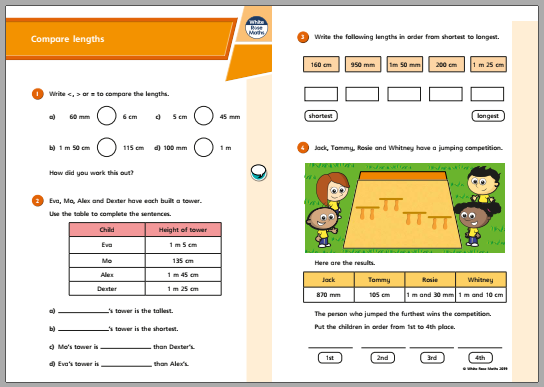 Compare lengths
White
Rose
Maths
1 Write <, > or = to compare the lengths.
a) 60 mm 6 cm c) 5 cm 45 mm
b) 1 m 50 cm 115 cm d) 100 mm 1 m
How did you work this out?
2 Eva, Mo, Alex and Dexter have each built a tower.
Use the table to complete the sentences.
Child Height of tower
Eva 1 m 5 cm
Mo 135 cm
Alex 1 m 45 cm
Dexter 1 m 25 cm
a) ____________'s tower is the tallest.
b) ____________'s tower is the shortest.
c) Mo's tower is ____________ than Dexter's.
d) Eva's tower is ____________ than Alex's.
3 Write the following lengths in order from shortest to longest.
160 cm 950 mm 1m 50 mm 200 cm 1 m 25 cm
shortest longest
4 Jack, Tammy, Rosie and Whitney have a jumping competition.
Here are the results.
Jack Tammy Rosie Whitney
870 mm 105 cm 1 m and 30 mm 1 m and 10 cm
The person who jumped the furthest wins the competition.
Put the children in order from 1st to 4th place.
1st 2nd 3rd 4th
© White Rose Maths 2019